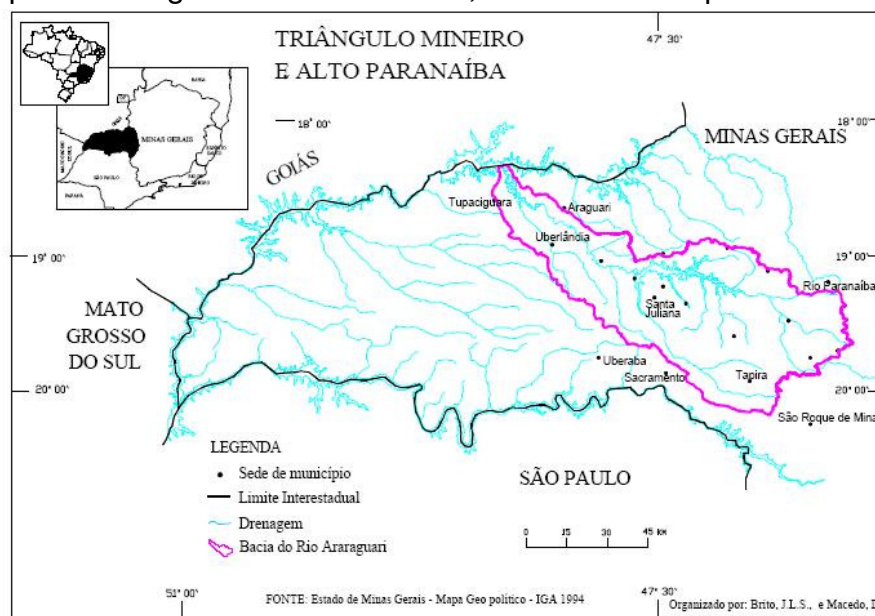 TRIÂNGULO MINEIRO
E ALTO PARANAÍBA
47° 30'
18° 00'
18° 00'
MINAS GERAIS
GOIÁS
MINAS GERAIS
SÃO PAULO
Tupaciguara
Araguari
Uberlândia
19° 00'
19° 00'
Rio Paranaíba
MATO
GROSSO
DO SUL
Santa
Juliana
Uberaba
Sacramento
Tapira
20° 00'
20° 00'
São Roque de Mina
LEGENDA
Sede de município
Limite Interestadual
Drenagem
Bacia do Rio Araraguari
SÃO PAULO
0 15 30 45 KM
51° 00'
47° 30'
FONTE: Estado de Minas Gerais - Mapa Geo politico - IGA 1994
Organizado por: Brito, J.L.S., e Macedo, D